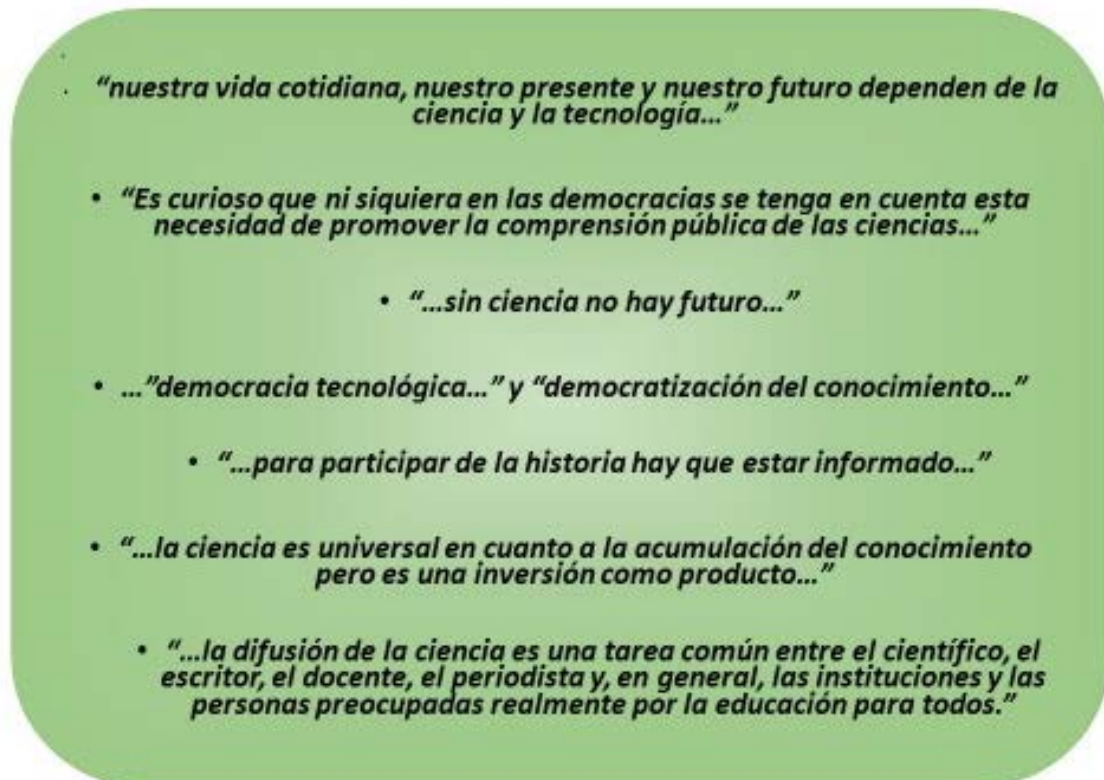 “nuestra vida cotidiana, nuestro presente y nuestro futuro dependen de la
ciencia y la tecnología...”
• “Es curioso que ni siquiera en las democracias se tenga en cuenta esta
necesidad de promover la comprensión pública de las ciencias...”
• “...sin ciencia no hay futuro...”
• ...”democracia tecnológica...” y “democratización del conocimiento...”
• “...para participar de la historia hay que estar informado...”
• “...la ciencia es universal en cuanto a la acumulación del conocimiento
pero es una inversión como producto...”
• “...la difusión de la ciencia es una tarea común entre el científico, el
escritor, el docente, el periodista y, en general, las instituciones y las
personas preocupadas realmente por la educación para todos.”